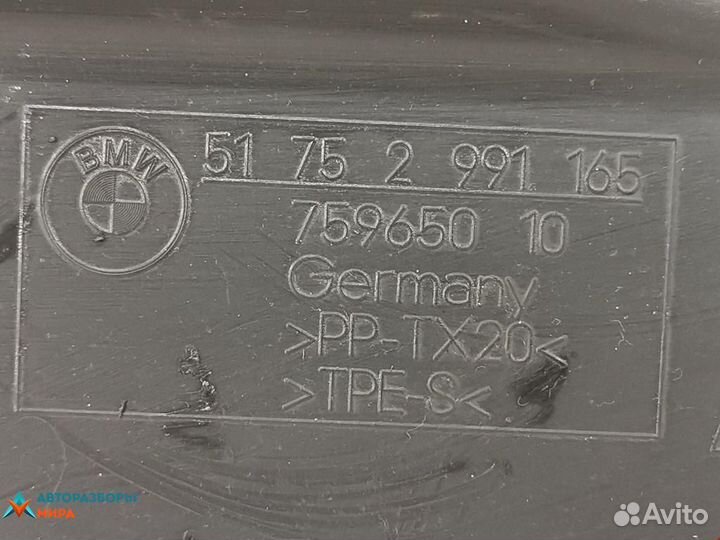 BMW
51 75 2 991 165
759650 10
Germany
>PP-TX20<
>TPE-S<
АВТОРАЗБОРЫ
МИРА
Avito